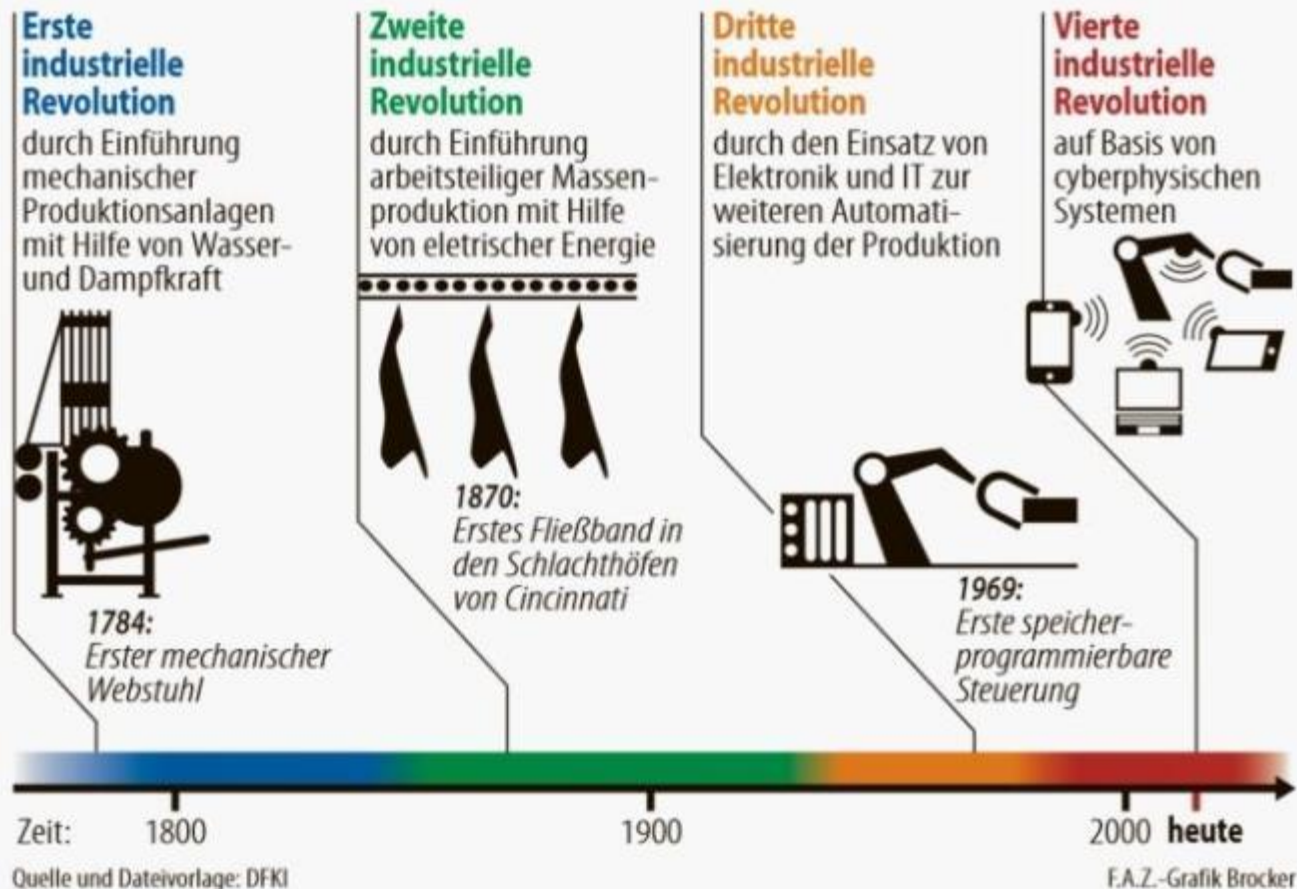 Erste
industrielle
Revolution
durch Einführung
mechanischer
Produktionsanlagen
mit Hilfe von Wasser-
und Dampfkraft
1784:
Erster mechanischer
Webstuhl
Zweite
industrielle
Revolution
durch Einführung
arbeitsteiliger Massen-
produktion mit Hilfe
von eletrischer Energie
1870:
Erstes Fließband in
den Schlachthöfen
von Cincinnati
Dritte
industrielle
Revolution
durch den Einsatz von
Elektronik und IT zur
weiteren Automati-
sierung der Produktion
1969:
Erste speicher-
programmierbare
Steuerung
Vierte
industrielle
Revolution
auf Basis von
cyberphysischen
Systemen
Zeit: 1800 1900 2000 heute
Quelle und Dateivorlage: DFKI F.A.Z.-Grafik Brocker